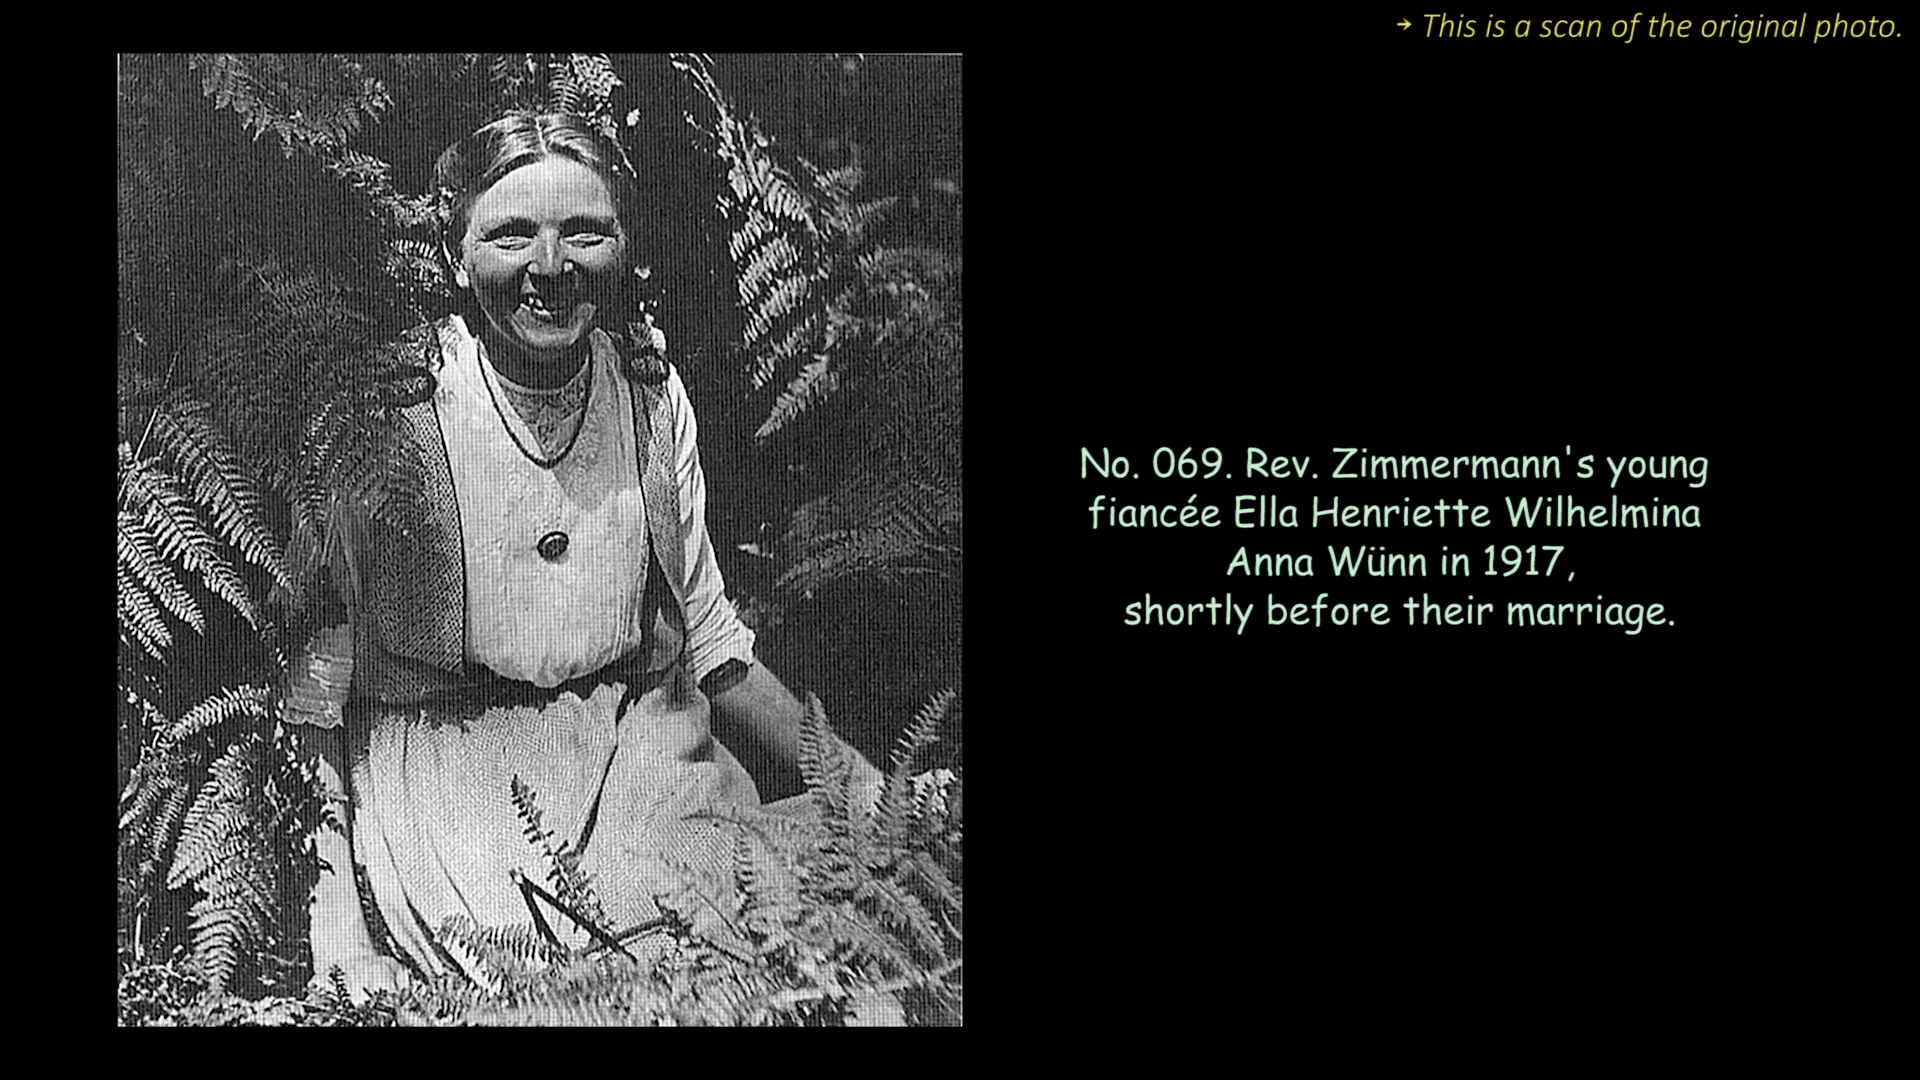 → This is a scan of the original photo.
No. 069. Rev. Zimmermann's young
fiancée Ella Henriette Wilhelmina
Anna Wünn in 1917,
shortly before their marriage.